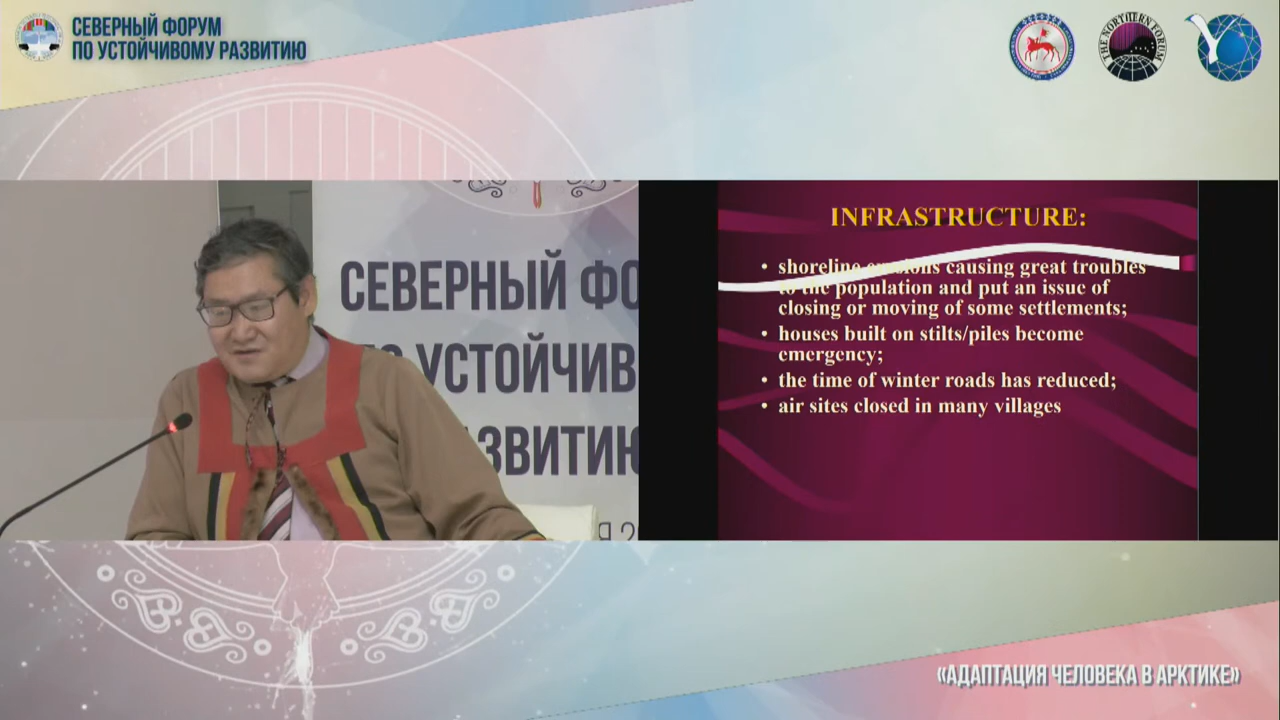 СЕВЕРНЫЙ ФОРУМ
ПО УСТОЙЧИВОМУ РАЗВИТИЮ
THE NORTHERN FORUM
СЕВЕРНЫЙ ФО
УСТОЙЧИВ
АЗВИТИЮ
Я 2
INFRASTRUCTURE:
• shoreline causing great troubles
to the population and put an issue of
closing or moving of some settlements;
• houses built on stilts/piles become
emergency;
• the time of winter roads has reduced;
• air sites closed in many villages
«АДАПТАЦИЯ ЧЕЛОВЕКА В АРКТИКЕ»